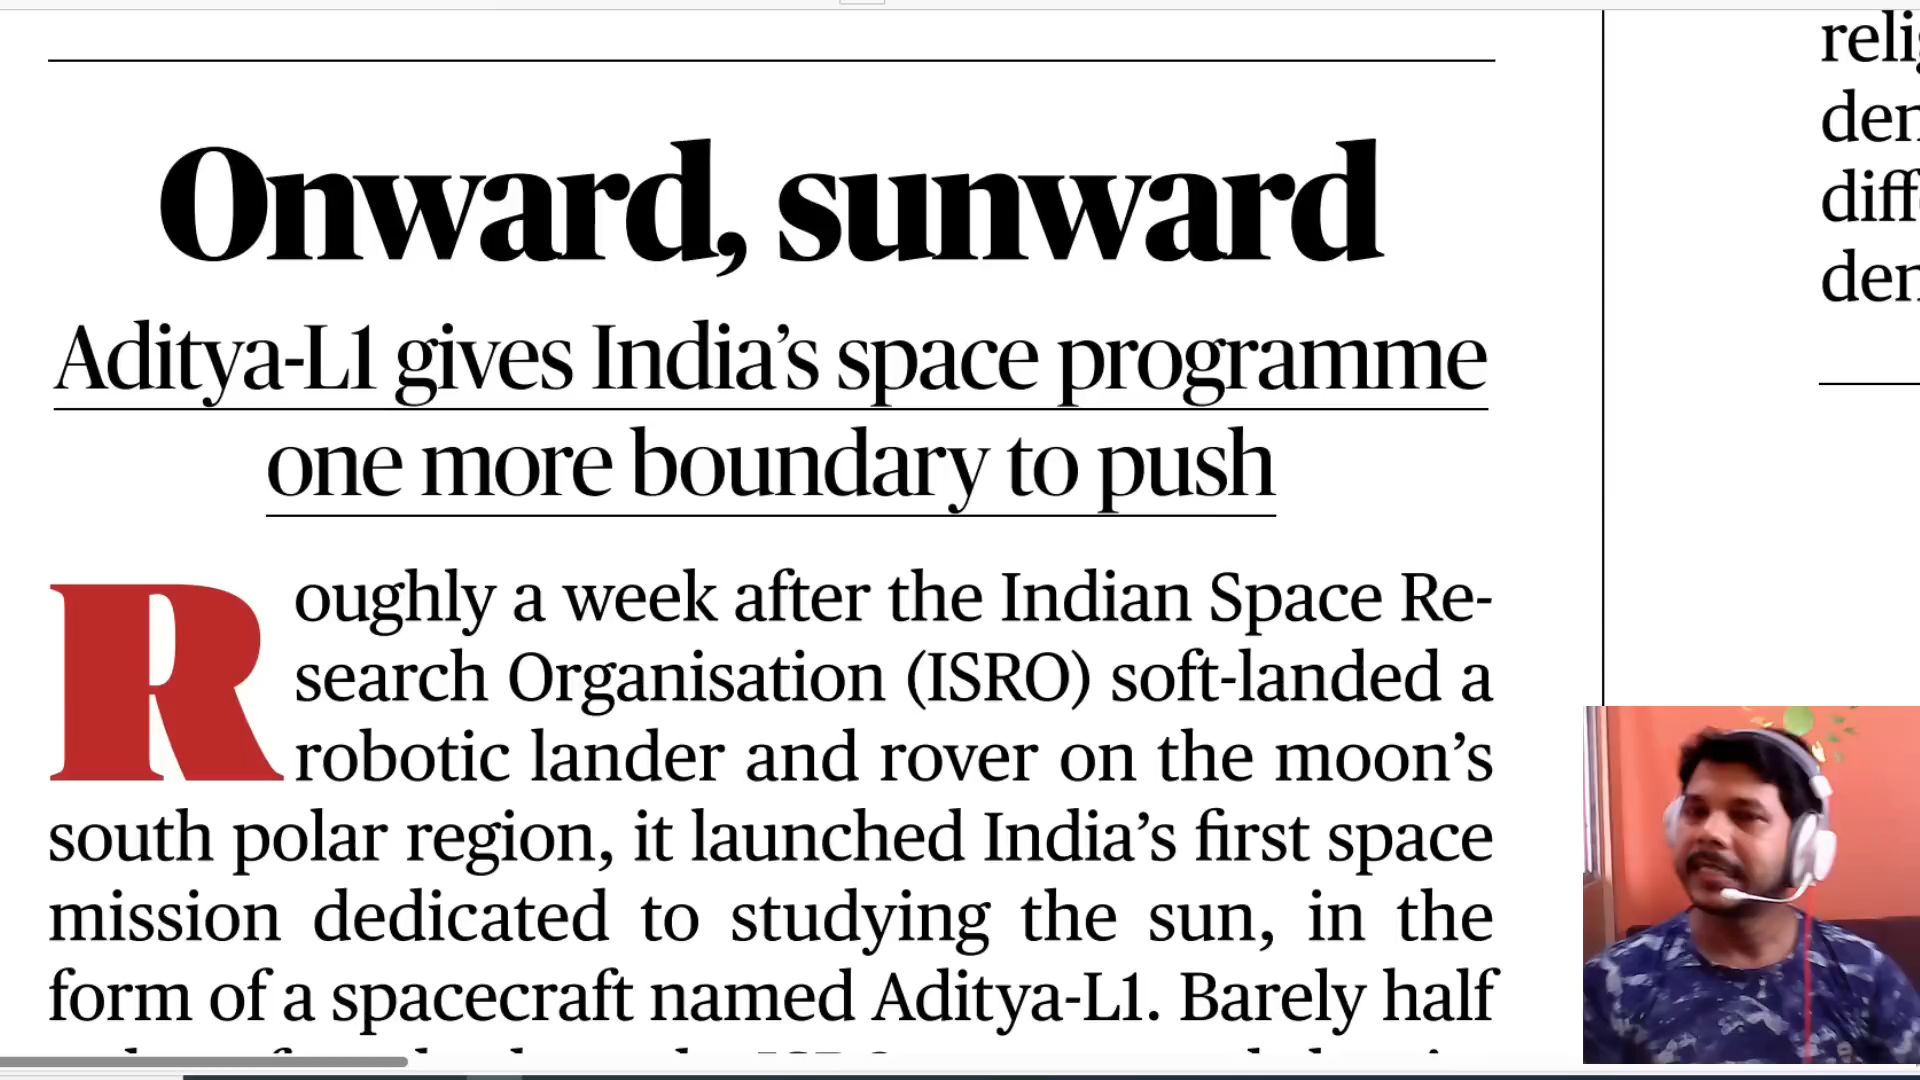 Onward, sunward
Aditya-L1 gives India’s space programme
one more boundary to push
Roughly a week after the Indian Space Re-
search Organisation (ISRO) soft-landed a
robotic lander and rover on the moon’s
south polar region, it launched India’s first space
mission dedicated to studying the sun, in the
form of a spacecraft named Aditya-L1. Barely half